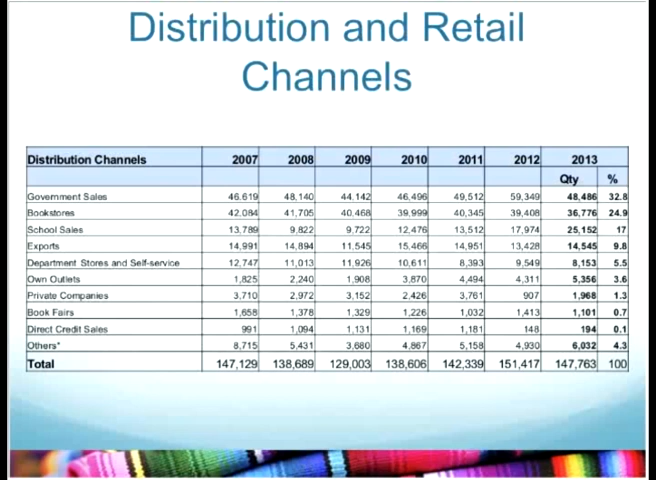 Distribution and Retail
Channels
Distribution Channels 2007 2008 2009 2010 2011 2012 2013
Qty %
Government Sales 46.619 48,140 44.142 46,496 49,512 59,349 48,486 32.8
Bookstores 42,084 41,705 40,468 39,999 40,345 39,408 36,776 24.9
School Sales 13,789 9,822 9,722 12,476 13,512 17,974 25,152 17
Exports 14,991 14,894 11.545 15,466 14,951 13,428 14,545 9.8
Department Stores and Self-service 12,747 11,013 11,926 10,611 8,393 9,549 8,153 5.5
Own Outlets 1,825 2,240 1,908 3,870 4,494 4,311 5,356 3.6
Private Companies 3,710 2,972 3,152 2,426 3,761 907 1,968 1.3
Book Fairs 1,658 1,378 1,329 1,226 1,032 1,413 1,101 0.7
Direct Credit Sales 991 1,094 1,131 1,169 1,181 148 194 0.1
Others* 8,715 5,431 3,680 4,867 5,158 4,930 6,032 4.3
Total 147,129 138,689 129,003 138,606 142,339 151,417 147,763 100